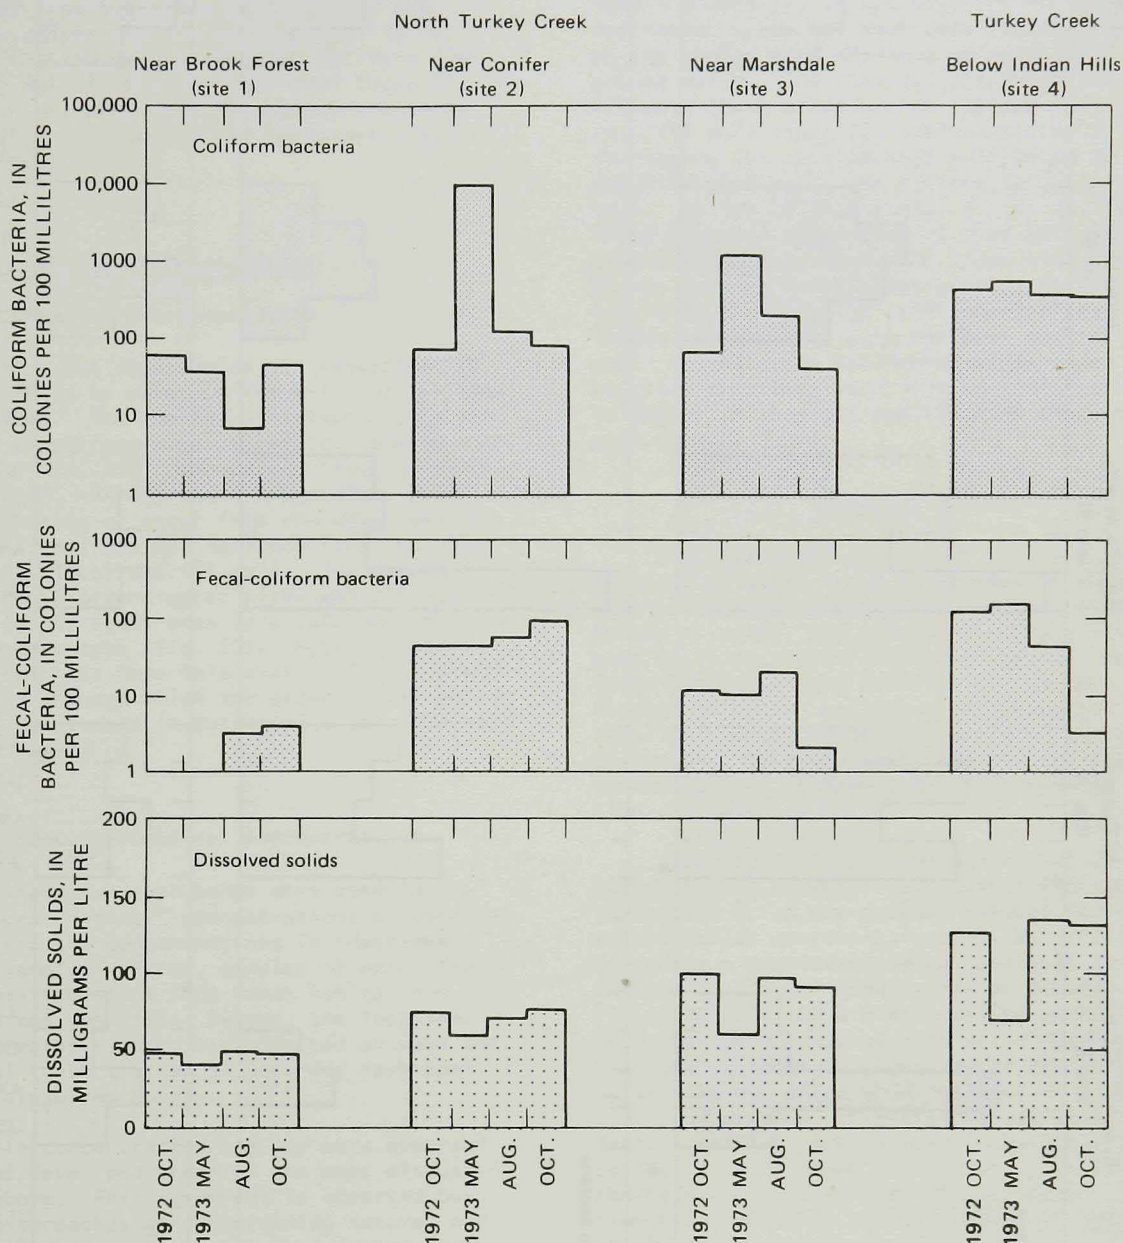 North Turkey Creek
Turkey Creek
Near Brook Forest
(site 1)
Near Conifer
(site 2)
Near Marshdale
(site 3)
Below Indian Hills
(site 4)
COLIFORM BACTERIA, IN
COLONIES PER 100 MILLILITRES
100,000
10,000
1000
100
10
1
Coliform bacteria
FECAL-COLIFORM
BACTERIA, IN COLONIES
PER 100 MILLILITRES
1000
100
10
1
Fecal-coliform bacteria
DISSOLVED SOLIDS, IN
MILLIGRAMS PER LITRE
200
150
100
50
0
Dissolved solids
1972 OCT.
1973 MAY
AUG.
OCT.
1972 OCT.
1973 MAY
AUG.
OCT.
1972 OCT.
1973 MAY
AUG.
OCT.
1972 OCT.
1973 MAY
AUG.
OCT.